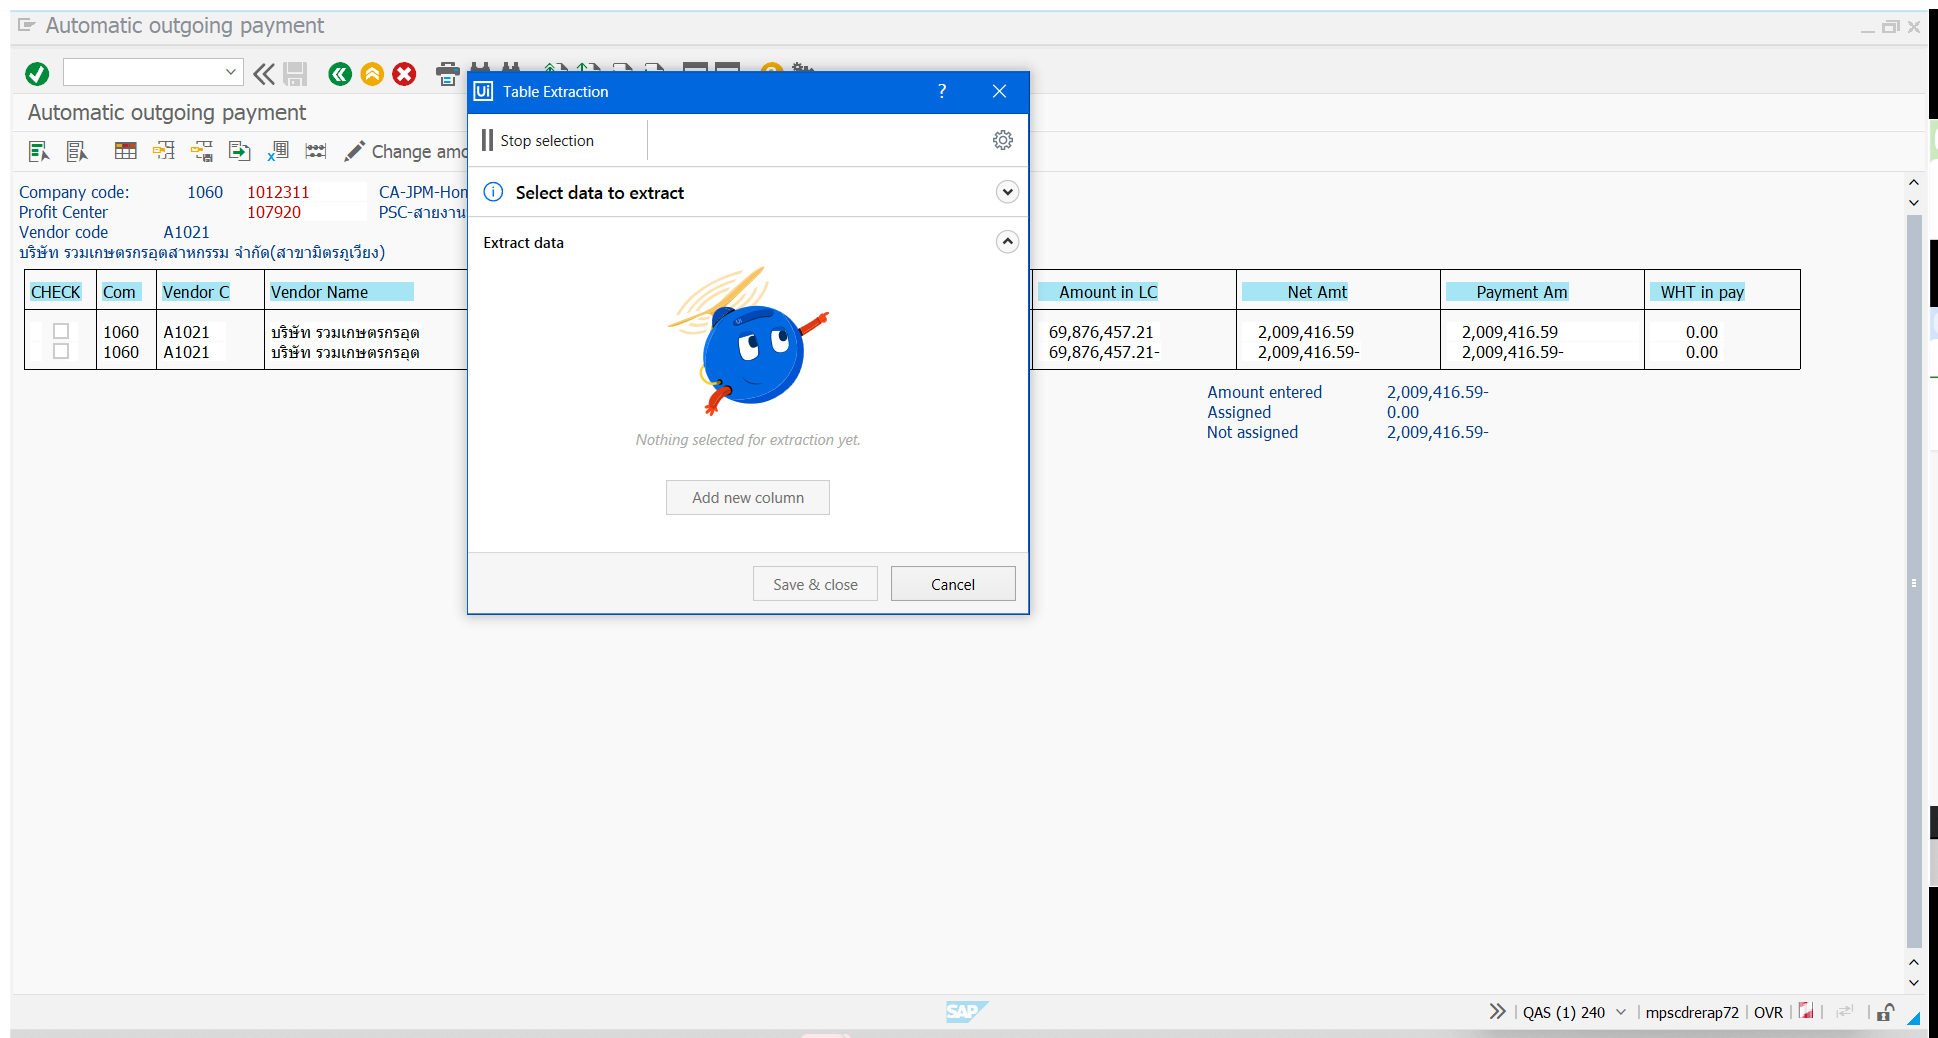 Automatic outgoing payment
Automatic outgoing payment
Change amo
Company code: 1060 1012311 CA-JPM-Hon
Profit Center 107920 PSC-สายงาน
Vendor code A1021
บริษัท รวมเกษตรกรอุตสาหกรรม จำกัด(สาขามิตรภูเวียง)
CHECK Com Vendor C Vendor Name Amount in LC Net Amt Payment Am WHT in pay
1060 A1021 บริษัท รวมเกษตรกรอุต 69,876,457.21 2,009,416.59 2,009,416.59 0.00
1060 A1021 บริษัท รวมเกษตรกรอุต 69,876,457.21- 2,009,416.59- 2,009,416.59- 0.00
Amount entered 2,009,416.59-
Assigned 0.00
Not assigned 2,009,416.59-
Ui Table Extraction ?
Stop selection
Select data to extract
Extract data
Nothing selected for extraction yet.
Add new column
Save & close Cancel
SAP QAS (1) 240 mpscdrerap72 OVR